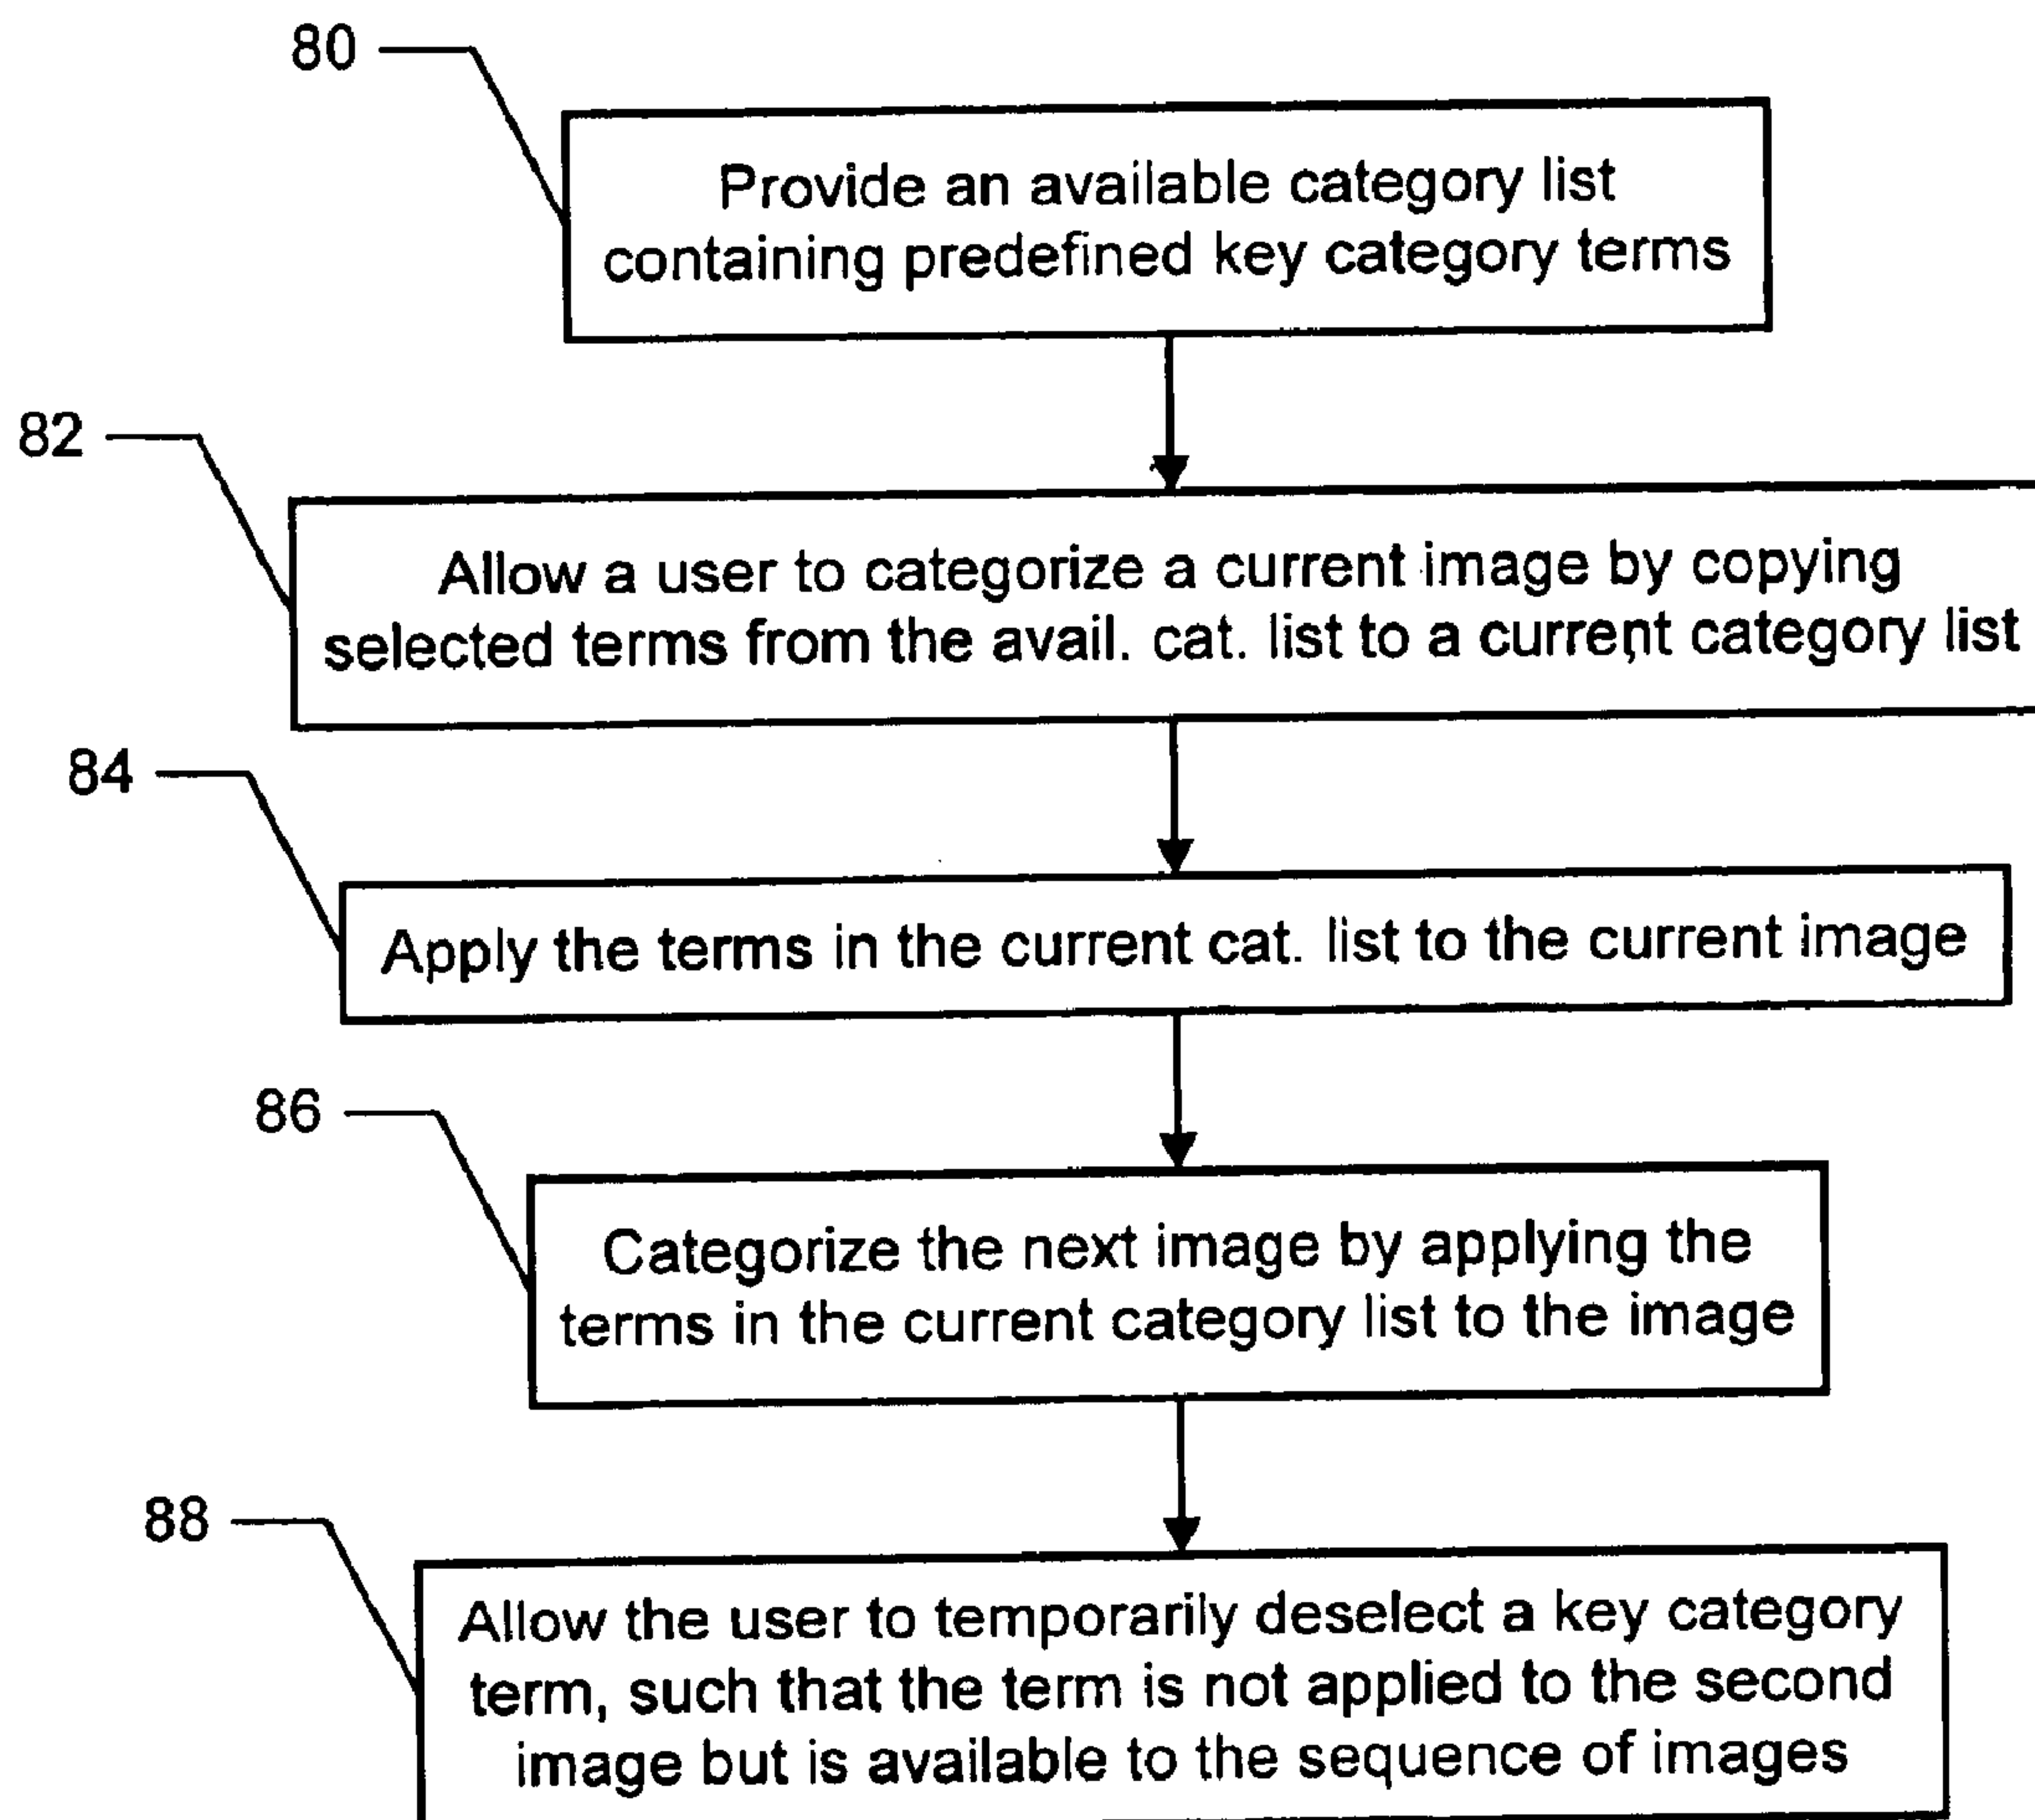 80
Provide an available category list
containing predefined key category terms
82
Allow a user to categorize a current image by copying
selected terms from the avail. cat. list to a current category list
84
Apply the terms in the current cat. list to the current image
86
Categorize the next image by applying the
terms in the current category list to the image
88
Allow the user to temporarily deselect a key category
term, such that the term is not applied to the second
image but is available to the sequence of images